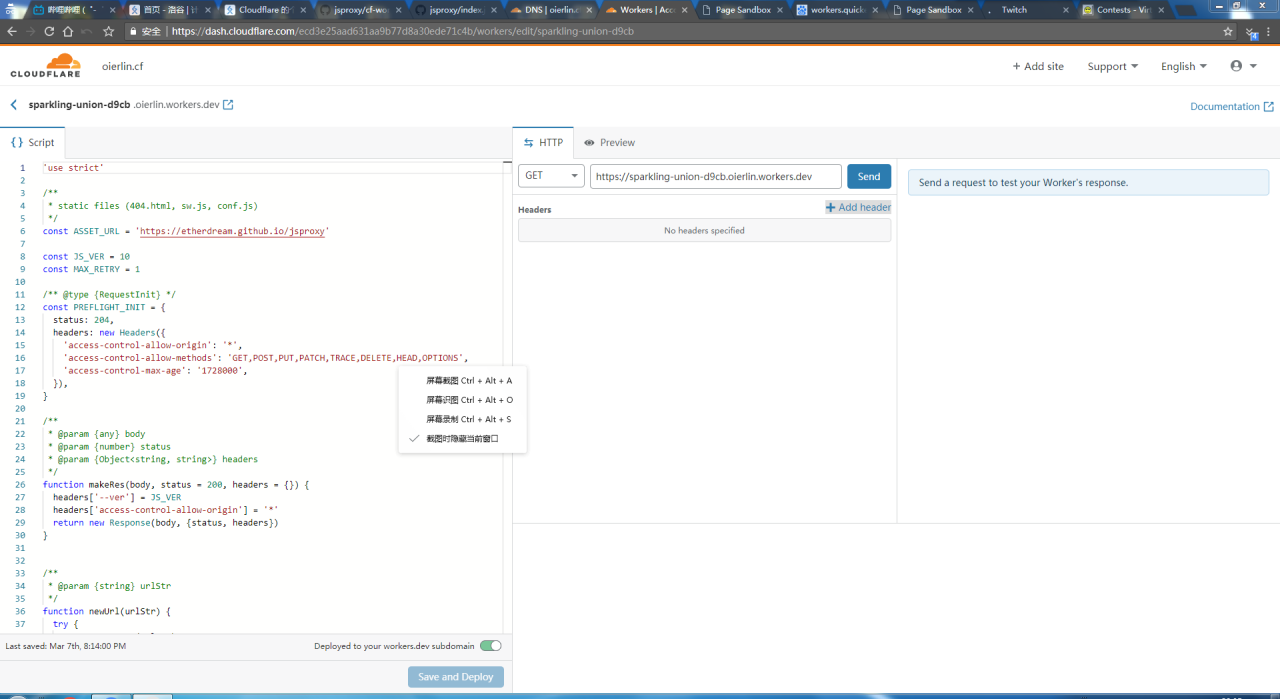 哔哩哔哩 ( ゜-
首页 - 洛谷 | 计
Cloudflare 的
jsproxy/cf-wo
jsproxy/index.j
DNS | oierlin.c
Workers | Acc
Page Sandbox
workers.quick
Page Sandbox
Twitch
Contests - Virt
安全 | https://dash.cloudflare.com/ecd3e25aad631aa9b77d8a30ede71c4b/workers/edit/sparkling-union-d9cb
CLOUDFLARE oierlin.cf + Add site Support English
sparkling-union-d9cb .oierlin.workers.dev
Documentation
{} Script
HTTP Preview
GET https://sparkling-union-d9cb.oierlin.workers.dev Send
Send a request to test your Worker's response.
Headers + Add header
No headers specified
1 'use strict'
2
3 /**
4 * static files (404.html, sw.js, conf.js)
5 */
6 const ASSET_URL = 'https://etherdream.github.io/jsproxy'
7
8 const JS_VER = 10
9 const MAX_RETRY = 1
10
11 /** @type {RequestInit} */
12 const PREFLIGHT_INIT = {
13 status: 204,
14 headers: new Headers({
15 'access-control-allow-origin': '*',
16 'access-control-allow-methods': 'GET,POST,PUT,PATCH,TRACE,DELETE,HEAD,OPTIONS',
17 'access-control-max-age': '1728000',
18 }),
19 }
20
21 /**
22 * @param {any} body
23 * @param {number} status
24 * @param {Object<string, string>} headers
25 */
26 function makeRes(body, status = 200, headers = {}) {
27 headers['--ver'] = JS_VER
28 headers['access-control-allow-origin'] = '*'
29 return new Response(body, {status, headers})
30 }
31
32
33 /**
34 * @param {string} urlStr
35 */
36 function newUrl(urlStr) {
37 try {
屏幕截图 Ctrl + Alt + A
屏幕识图 Ctrl + Alt + O
屏幕录制 Ctrl + Alt + S
截图时隐藏当前窗口
Last saved: Mar 7th, 8:14:00 PM Deployed to your workers.dev subdomain
Save and Deploy